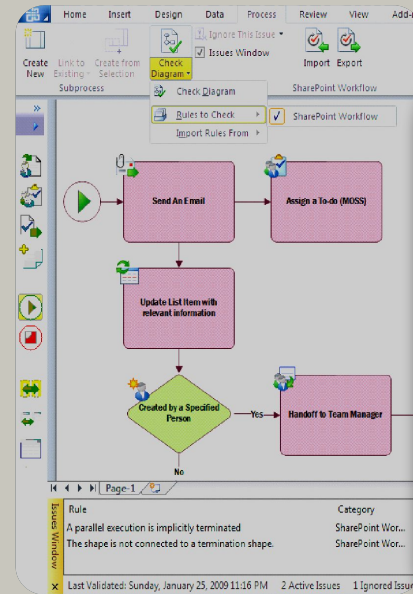 Home Insert Design Data Process Review View Add-
Ignore This Issue
Issues Window
Create New Link to Existing Create from Selection Check Diagram Import Export
Subprocess SharePoint Workflow
Check Diagram
Rules to Check SharePoint Workflow
Import Rules From
Send An Email Assign a To-do (MOSS)
Update List Item with
relevant information
Created by a Specified
Person
Yes Handoff to Team Manager
No
Page-1
Issues Window
Rule Category
A parallel execution is implicitly terminated SharePoint Wor...
The shape is not connected to a termination shape. SharePoint Wor...
Last Validated: Sunday, January 25, 2009 11:16 PM 2 Active Issues 1 Ignored Issue